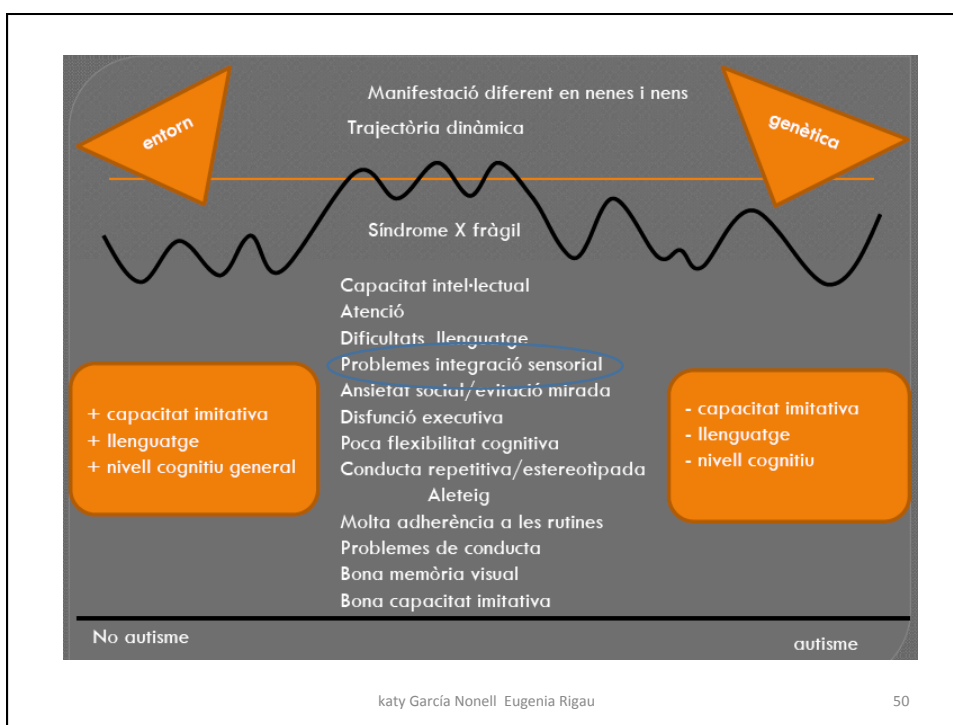 Manifestació diferent en nenes i nens
entorn
genètica
Trajectòria dinàmica
Síndrome X fràgil
Capacitat intel·lectual
Atenció
Dificultats llenguatge
Problemes integració sensorial
Ansietat social/evitació mirada
Disfunció executiva
Poca flexibilitat cognitiva
Conducta repetitiva/estereotìpada
Aleteig
Molta adherència a les rutines
Problemes de conducta
Bona memòria visual
Bona capacitat imitativa
+ capacitat imitativa
+ llenguatge
+ nivell cognitiu general
- capacitat imitativa
- llenguatge
- nivell cognitiu
No autisme
autisme
katy García Nonell Eugenia Rigau
50